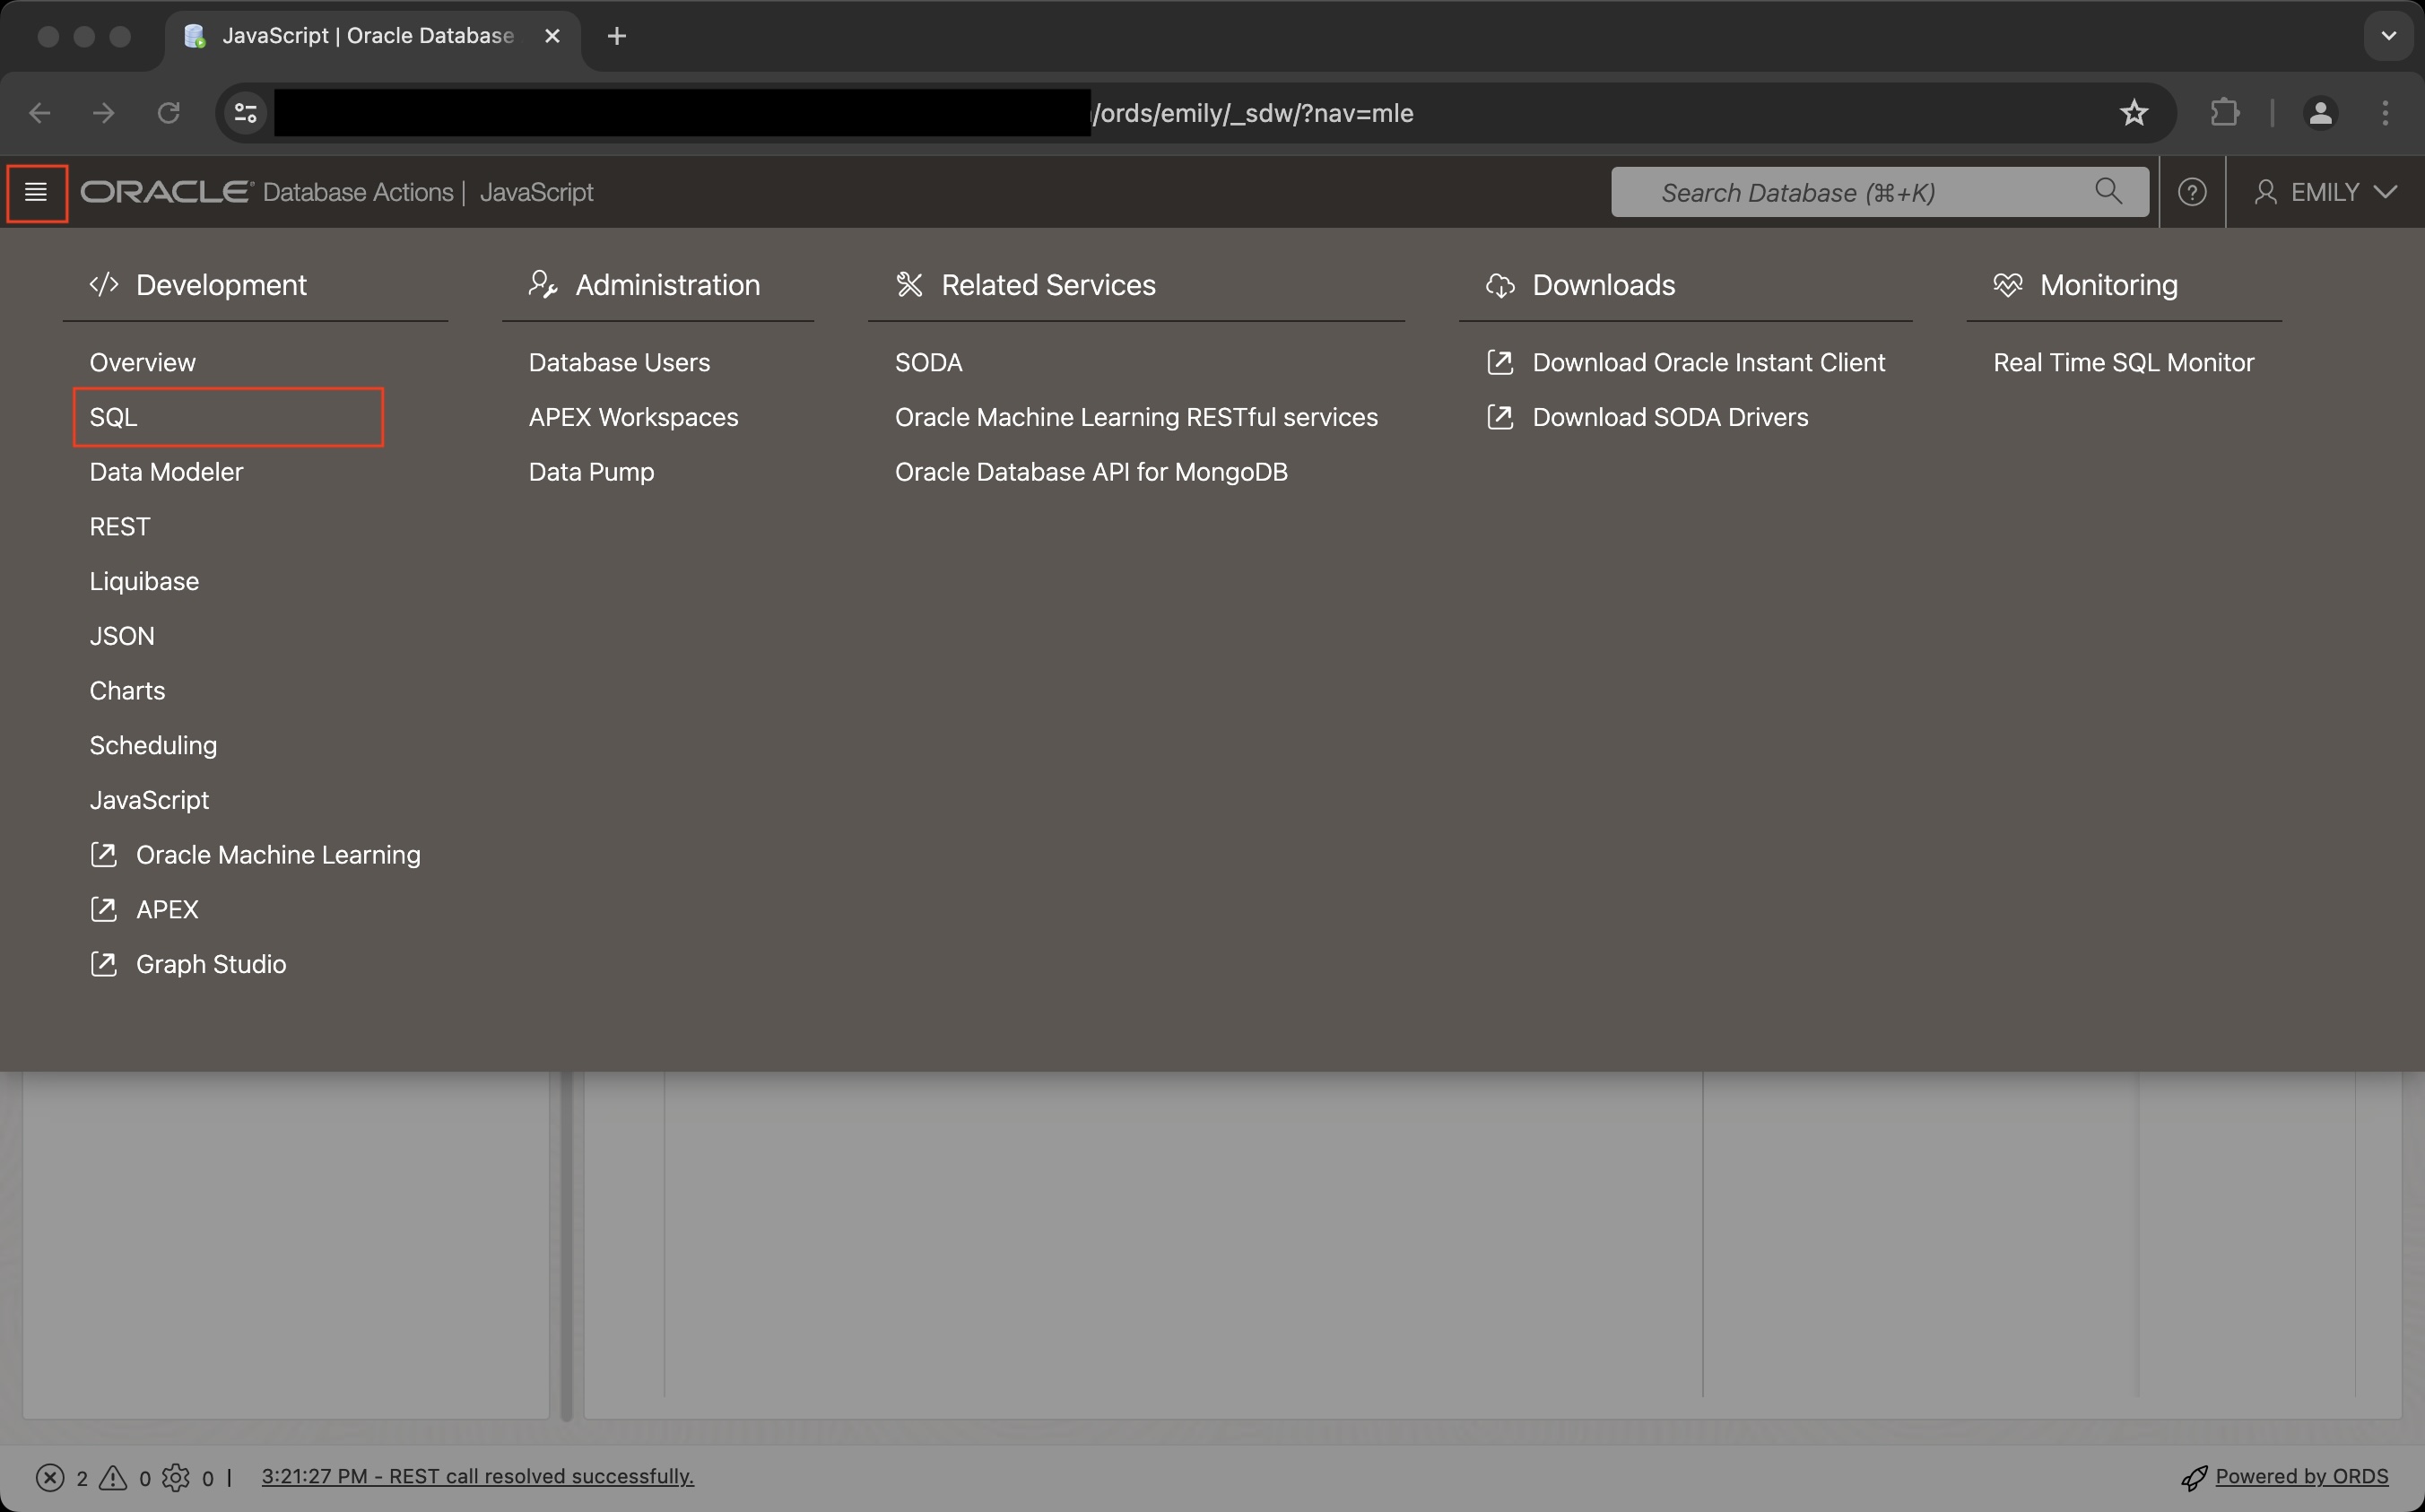 JavaScript | Oracle Database
/ords/emily/_sdw/?nav=mle
ORACLE Database Actions | JavaScript
Search Database (⌘+K)
EMILY
Development
Overview
SQL
Data Modeler
REST
Liquibase
JSON
Charts
Scheduling
JavaScript
Oracle Machine Learning
APEX
Graph Studio
Administration
Database Users
APEX Workspaces
Data Pump
Related Services
SODA
Oracle Machine Learning RESTful services
Oracle Database API for MongoDB
Downloads
Download Oracle Instant Client
Download SODA Drivers
Monitoring
Real Time SQL Monitor
2 0 0 | 3:21:27 PM - REST call resolved successfully.
Powered by ORDS